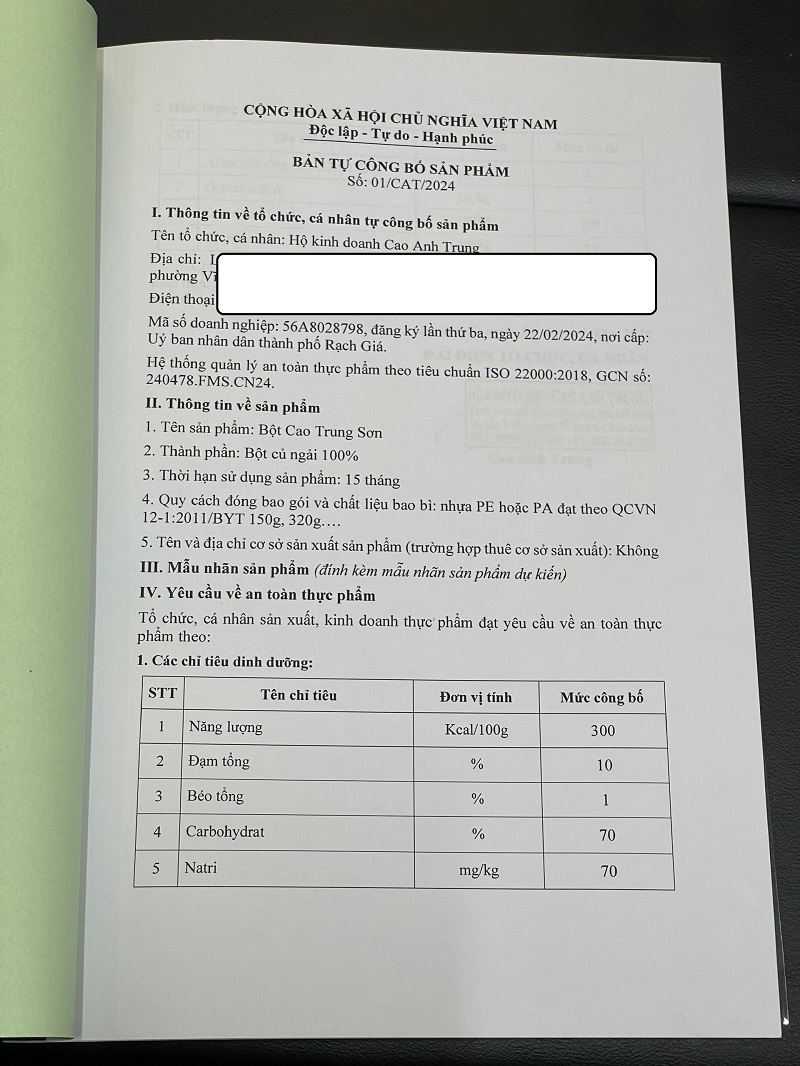 CỘNG HÒA XÃ HỘI CHỦ NGHĨA VIỆT NAM
Độc lập - Tự do - Hạnh phúc
BẢN TỰ CÔNG BỐ SẢN PHẨM
Số: 01/CAT/2024
I. Thông tin về tổ chức, cá nhân tự công bố sản phẩm
Tên tổ chức, cá nhân: Hộ kinh doanh Cao Anh Trung
Địa chỉ:
phường
Điện thoại
Mã số doanh nghiệp: 56A8028798, đăng ký lần thứ ba, ngày 22/02/2024, nơi cấp:
Uỷ ban nhân dân thành phố Rạch Giá.
Hệ thống quản lý an toàn thực phẩm theo tiêu chuẩn ISO 22000:2018, GCN số:
240478.FMS.CN24.
II. Thông tin về sản phẩm
1. Tên sản phẩm: Bột Cao Trung Sơn
2. Thành phần: Bột củ ngải 100%
3. Thời hạn sử dụng sản phẩm: 15 tháng
4. Quy cách đóng bao gói và chất liệu bao bì: nhựa PE hoặc PA đạt theo QCVN
12-1:2011/BYT 150g, 320g....
5. Tên và địa chỉ cơ sở sản xuất sản phẩm (trường hợp thuê cơ sở sản xuất): Không
III. Mẫu nhãn sản phẩm (đính kèm mẫu nhãn sản phẩm dự kiến)
IV. Yêu cầu về an toàn thực phẩm
Tổ chức, cá nhân sản xuất, kinh doanh thực phẩm đạt yêu cầu về an toàn thực
phẩm theo:
1. Các chỉ tiêu dinh dưỡng:
STT Tên chỉ tiêu Đơn vị tính Mức công bố
1 Năng lượng Kcal/100g 300
2 Đạm tổng % 10
3 Béo tổng % 1
4 Carbohydrat % 70
5 Natri mg/kg 70